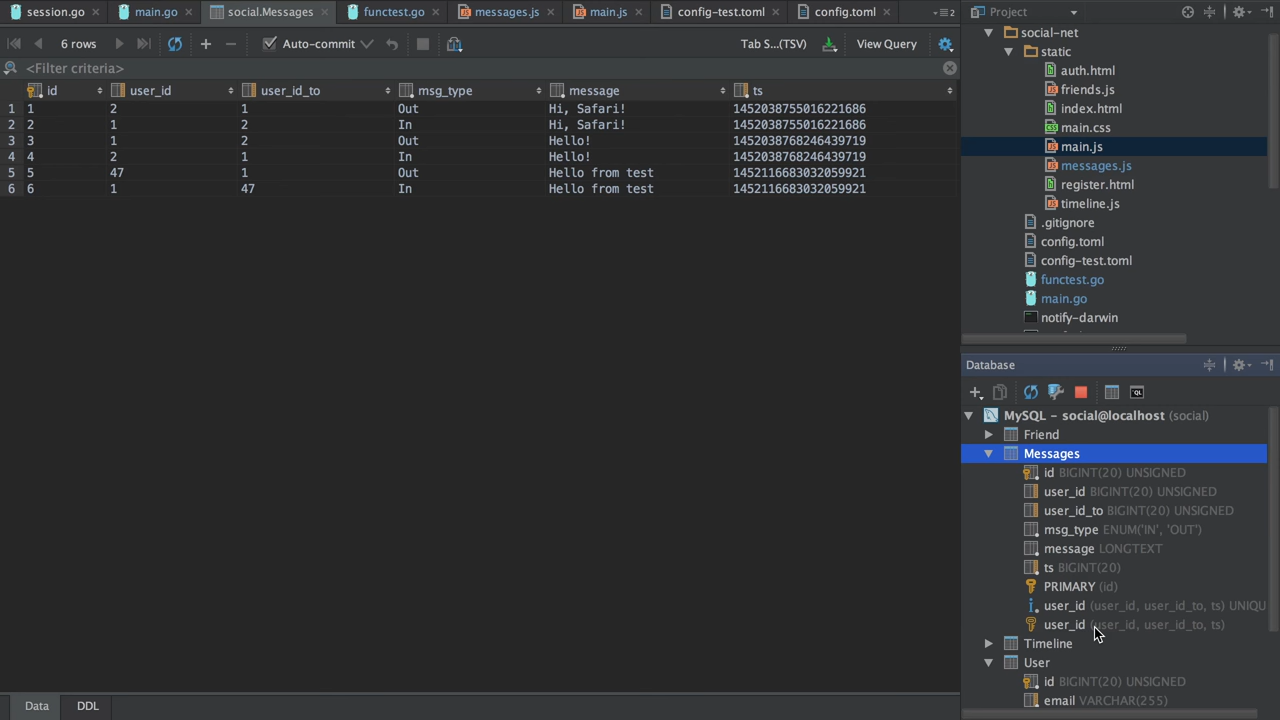 session.go main.go social.Messages functest.go messages.js main.js config-test.toml config.toml
6 rows Auto-commit Tab S...(TSV) View Query
<Filter criteria>
id user_id user_id_to msg_type message ts
1 1 2 1 Out Hi, Safari! 1452038755016221686
2 2 1 2 In Hi, Safari! 1452038755016221686
3 3 1 2 Out Hello! 1452038768246439719
4 4 2 1 In Hello! 1452038768246439719
5 5 47 1 Out Hello from test 1452116683032059921
6 6 1 47 In Hello from test 1452116683032059921
Data DDL
Project
social-net
static
auth.html
friends.js
index.html
main.css
main.js
messages.js
register.html
timeline.js
.gitignore
config.toml
config-test.toml
functest.go
main.go
notify-darwin
Database
MySQL - social@localhost (social)
Friend
Messages
id BIGINT(20) UNSIGNED
user_id BIGINT(20) UNSIGNED
user_id_to BIGINT(20) UNSIGNED
msg_type ENUM('IN', 'OUT')
message LONGTEXT
ts BIGINT(20)
PRIMARY (id)
user_id (user_id, user_id_to, ts) UNIQU
user_id (user_id, user_id_to, ts)
Timeline
User
id BIGINT(20) UNSIGNED
email VARCHAR(255)